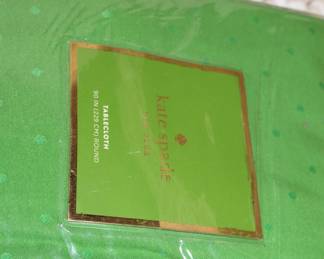 kate spade
NEW YORK
TABLECLOTH
90 IN (229 CM) ROUND